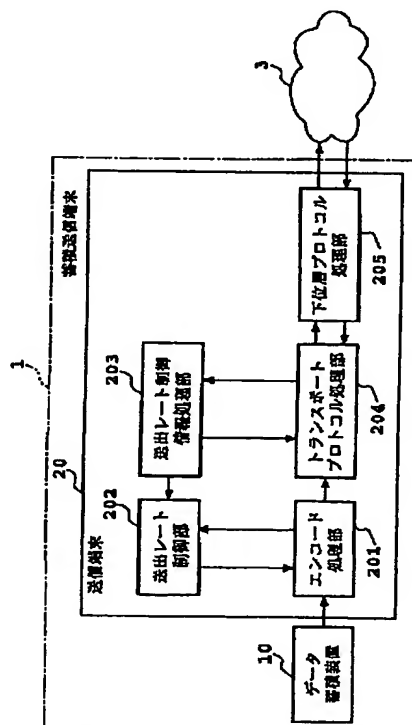 1
蓄積送信端末
20
送信端末
203
送出レート制御
情報処理部
202
送出レート
制御部
3
10
データ
蓄積装置
エンコード
処理部
201
トランスポート
プロトコル処理部
204
下位層プロトコル
処理部
205